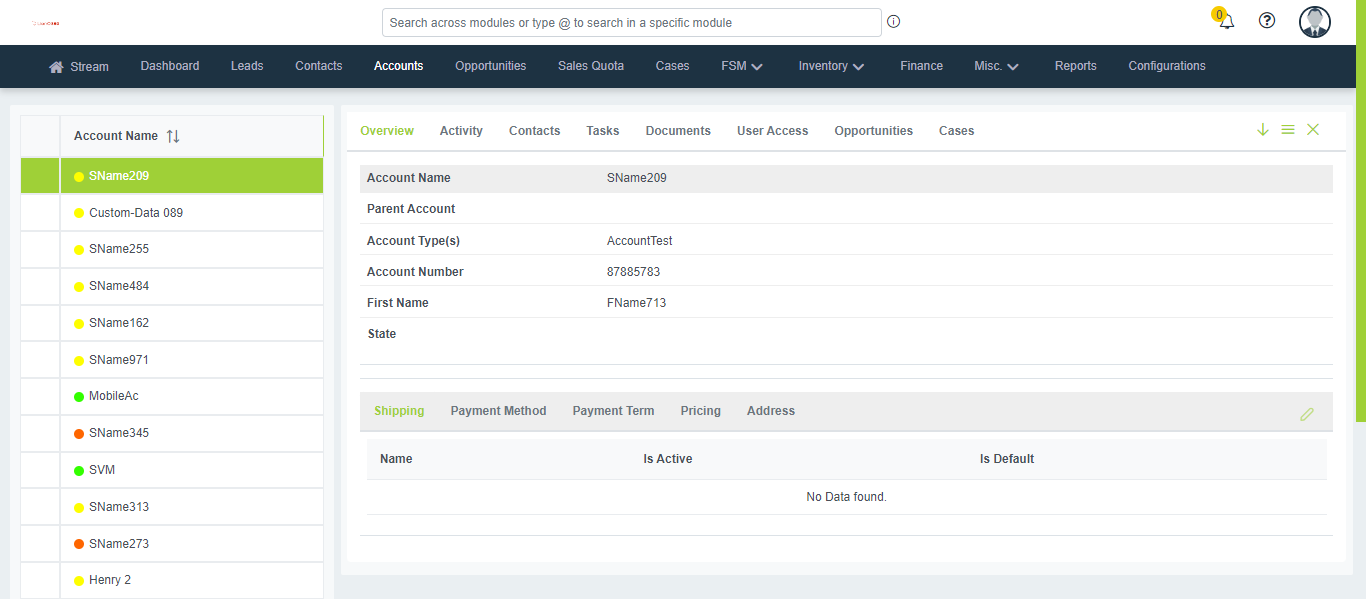 Search across modules or type @ to search in a specific module
0
Stream Dashboard Leads Contacts Accounts Opportunities Sales Quota Cases FSM Inventory Finance Misc. Reports Configurations
Account Name
SName209
Custom-Data 089
SName255
SName484
SName162
SName971
MobileAc
SName345
SVM
SName313
SName273
Henry 2
Overview Activity Contacts Tasks Documents User Access Opportunities Cases
Account Name SName209
Parent Account
Account Type(s) AccountTest
Account Number 87885783
First Name FName713
State
Shipping Payment Method Payment Term Pricing Address
Name Is Active Is Default
No Data found.